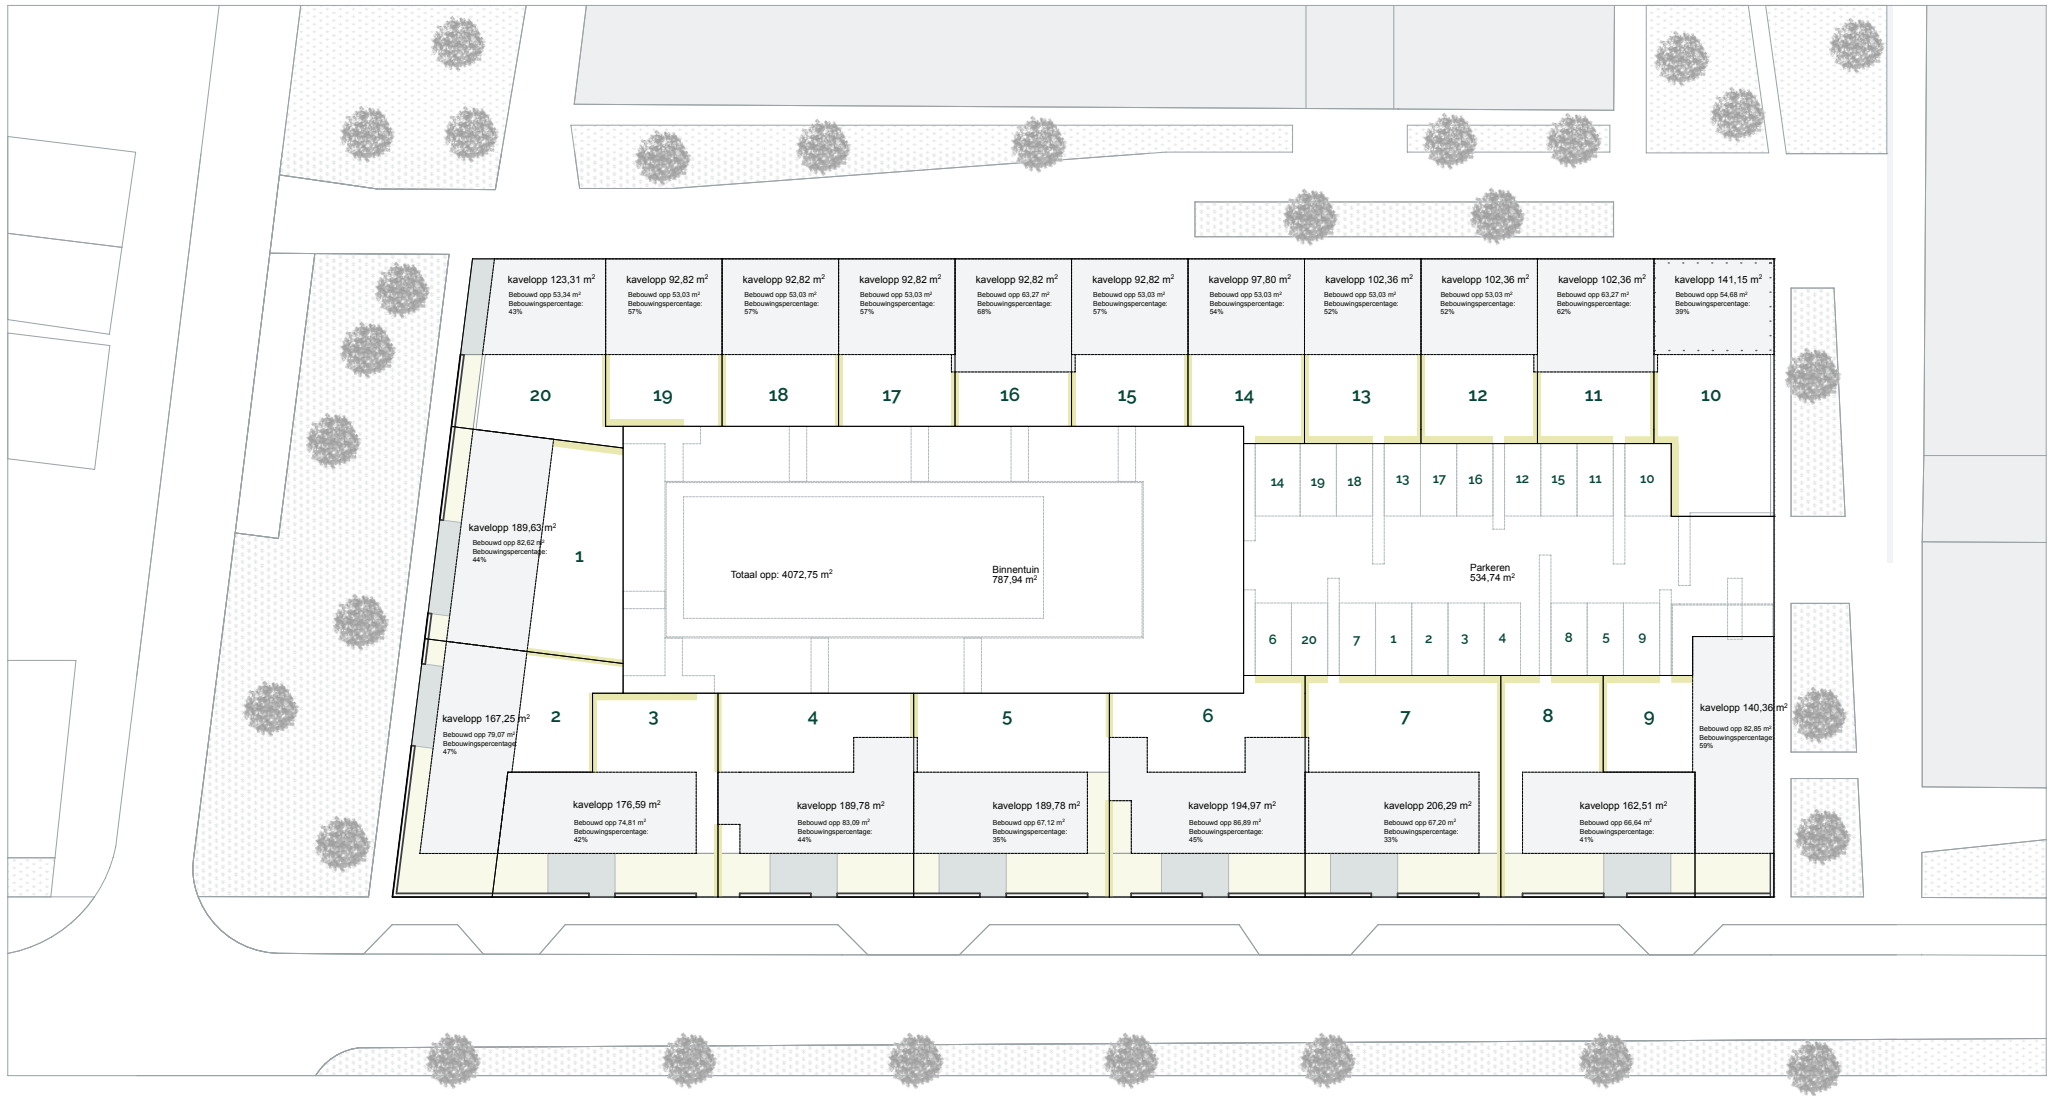 kavelopp 123,31 m²
Bebouwd opp 53,34 m²
Bebouwingspercentage:
43%
kavelopp 92,82 m²
Bebouwd opp 53,03 m²
Bebouwingspercentage:
57%
kavelopp 92,82 m²
Bebouwd opp 53,03 m²
Bebouwingspercentage:
57%
kavelopp 92,82 m²
Bebouwd opp 53,03 m²
Bebouwingspercentage:
57%
kavelopp 92,82 m²
Bebouwd opp 63,27 m²
Bebouwingspercentage:
68%
kavelopp 92,82 m²
Bebouwd opp 53,03 m²
Bebouwingspercentage:
57%
kavelopp 97,80 m²
Bebouwd opp 53,03 m²
Bebouwingspercentage:
54%
kavelopp 102,36 m²
Bebouwd opp 53,03 m²
Bebouwingspercentage:
52%
kavelopp 102,36 m²
Bebouwd opp 53,03 m²
Bebouwingspercentage:
52%
kavelopp 102,36 m²
Bebouwd opp 63,27 m²
Bebouwingspercentage:
62%
kavelopp 141,15 m²
Bebouwd opp 54,68 m²
Bebouwingspercentage:
39%
20 19 18 17 16 15 14 13 12 11 10
14 19 18 13 17 16 12 15 11 10
kavelopp 189,63 m²
Bebouwd opp 82,62 m²
Bebouwingspercentage:
44%
1
Totaal opp: 4072,75 m²
Binnentuin
787,94 m²
Parkeren
534,74 m²
6 20 7 1 2 3 4 8 5 9
kavelopp 167,25 m²
Bebouwd opp 79,07 m²
Bebouwingspercentage:
47%
2 3 4 5 6 7 8 9
kavelopp 140,36 m²
Bebouwd opp 82,85 m²
Bebouwingspercentage:
59%
kavelopp 176,59 m²
Bebouwd opp 74,81 m²
Bebouwingspercentage:
42%
kavelopp 189,78 m²
Bebouwd opp 83,09 m²
Bebouwingspercentage:
44%
kavelopp 189,78 m²
Bebouwd opp 67,12 m²
Bebouwingspercentage:
35%
kavelopp 194,97 m²
Bebouwd opp 86,89 m²
Bebouwingspercentage:
45%
kavelopp 206,29 m²
Bebouwd opp 67,20 m²
Bebouwingspercentage:
33%
kavelopp 162,51 m²
Bebouwd opp 66,64 m²
Bebouwingspercentage:
41%